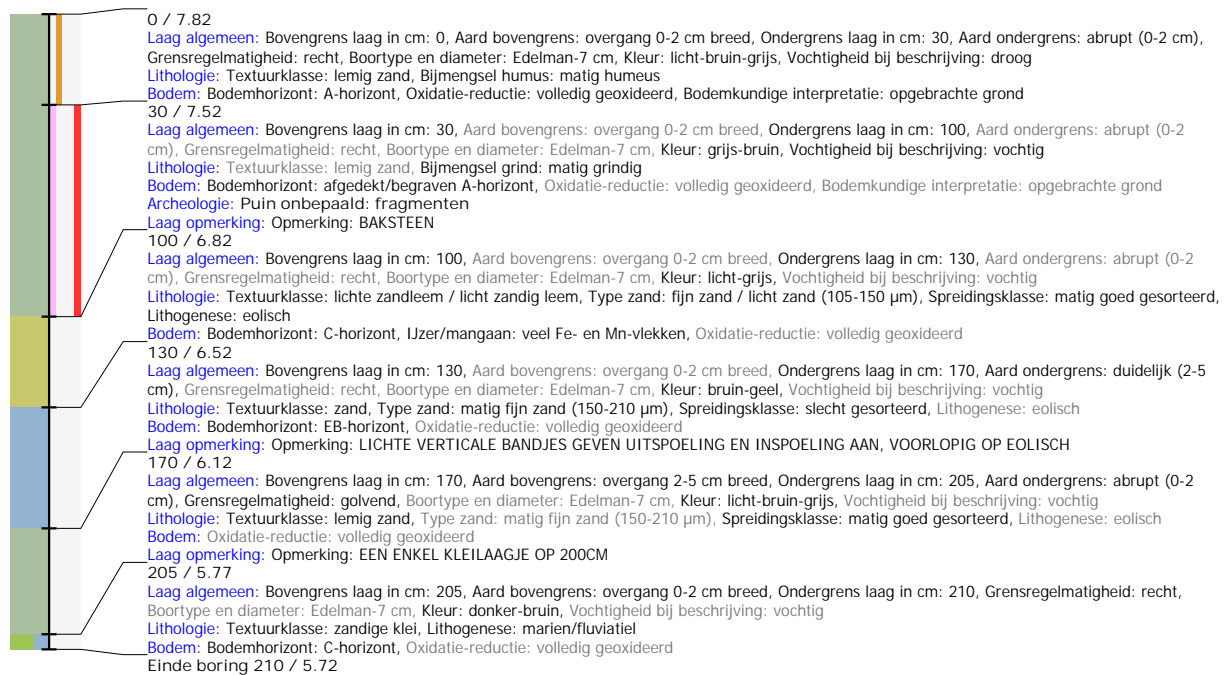 0 / 7.82
Laag algemeen: Bovengrens laag in cm: 0, Aard bovengrens: overgang 0-2 cm breed, Ondergrens laag in cm: 30, Aard ondergrens: abrupt (0-2 cm),
Grensregelmatigheid: recht, Boortype en diameter: Edelman-7 cm, Kleur: licht-bruin-grijs, Vochtigheid bij beschrijving: droog
Lithologie: Textuurklasse: lemig zand, Bijmengsel humus: matig humeus
Bodem: Bodemhorizont: A-horizont, Oxidatie-reductie: volledig geoxideerd, Bodemkundige interpretatie: opgebrachte grond
30 / 7.52
Laag algemeen: Bovengrens laag in cm: 30, Aard bovengrens: overgang 0-2 cm breed, Ondergrens laag in cm: 100, Aard ondergrens: abrupt (0-2
cm), Grensregelmatigheid: recht, Boortype en diameter: Edelman-7 cm, Kleur: grijs-bruin, Vochtigheid bij beschrijving: vochtig
Lithologie: Textuurklasse: lemig zand, Bijmengsel grind: matig grindig
Bodem: Bodemhorizont: afgedekt/begraven A-horizont, Oxidatie-reductie: volledig geoxideerd, Bodemkundige interpretatie: opgebrachte grond
Archeologie: Puin onbepaald: fragmenten
Laag opmerking: Opmerking: BAKSTEEN
100 / 6.82
Laag algemeen: Bovengrens laag in cm: 100, Aard bovengrens: overgang 0-2 cm breed, Ondergrens laag in cm: 130, Aard ondergrens: abrupt (0-2
cm), Grensregelmatigheid: recht, Boortype en diameter: Edelman-7 cm, Kleur: licht-grijs, Vochtigheid bij beschrijving: vochtig
Lithologie: Textuurklasse: lichte zandleem / licht zandig leem, Type zand: fijn zand / licht zand (105-150 µm), Spreidingsklasse: matig goed gesorteerd,
Lithogenese: eolisch
Bodem: Bodemhorizont: C-horizont, IJzer/mangaan: veel Fe- en Mn-vlekken, Oxidatie-reductie: volledig geoxideerd
130 / 6.52
Laag algemeen: Bovengrens laag in cm: 130, Aard bovengrens: overgang 0-2 cm breed, Ondergrens laag in cm: 170, Aard ondergrens: duidelijk (2-5
cm), Grensregelmatigheid: recht, Boortype en diameter: Edelman-7 cm, Kleur: bruin-geel, Vochtigheid bij beschrijving: vochtig
Lithologie: Textuurklasse: zand, Type zand: matig fijn zand (150-210 µm), Spreidingsklasse: slecht gesorteerd, Lithogenese: eolisch
Bodem: Bodemhorizont: EB-horizont, Oxidatie-reductie: volledig geoxideerd
Laag opmerking: Opmerking: LICHTE VERTICALE BANDJES GEVEN UITSPOELING EN INSPOELING AAN, VOORLOPIG OP EOLISCH
170 / 6.12
Laag algemeen: Bovengrens laag in cm: 170, Aard bovengrens: overgang 2-5 cm breed, Ondergrens laag in cm: 205, Aard ondergrens: abrupt (0-2
cm), Grensregelmatigheid: golvend, Boortype en diameter: Edelman-7 cm, Kleur: licht-bruin-grijs, Vochtigheid bij beschrijving: vochtig
Lithologie: Textuurklasse: lemig zand, Type zand: matig fijn zand (150-210 µm), Spreidingsklasse: matig goed gesorteerd, Lithogenese: eolisch
Bodem: Oxidatie-reductie: volledig geoxideerd
Laag opmerking: Opmerking: EEN ENKEL KLEILAAGJE OP 200CM
205 / 5.77
Laag algemeen: Bovengrens laag in cm: 205, Aard bovengrens: overgang 0-2 cm breed, Ondergrens laag in cm: 210, Grensregelmatigheid: recht,
Boortype en diameter: Edelman-7 cm, Kleur: donker-bruin, Vochtigheid bij beschrijving: vochtig
Lithologie: Textuurklasse: zandige klei, Lithogenese: marien/fluviatiel
Bodem: Bodemhorizont: C-horizont, Oxidatie-reductie: volledig geoxideerd
Einde boring 210 / 5.72